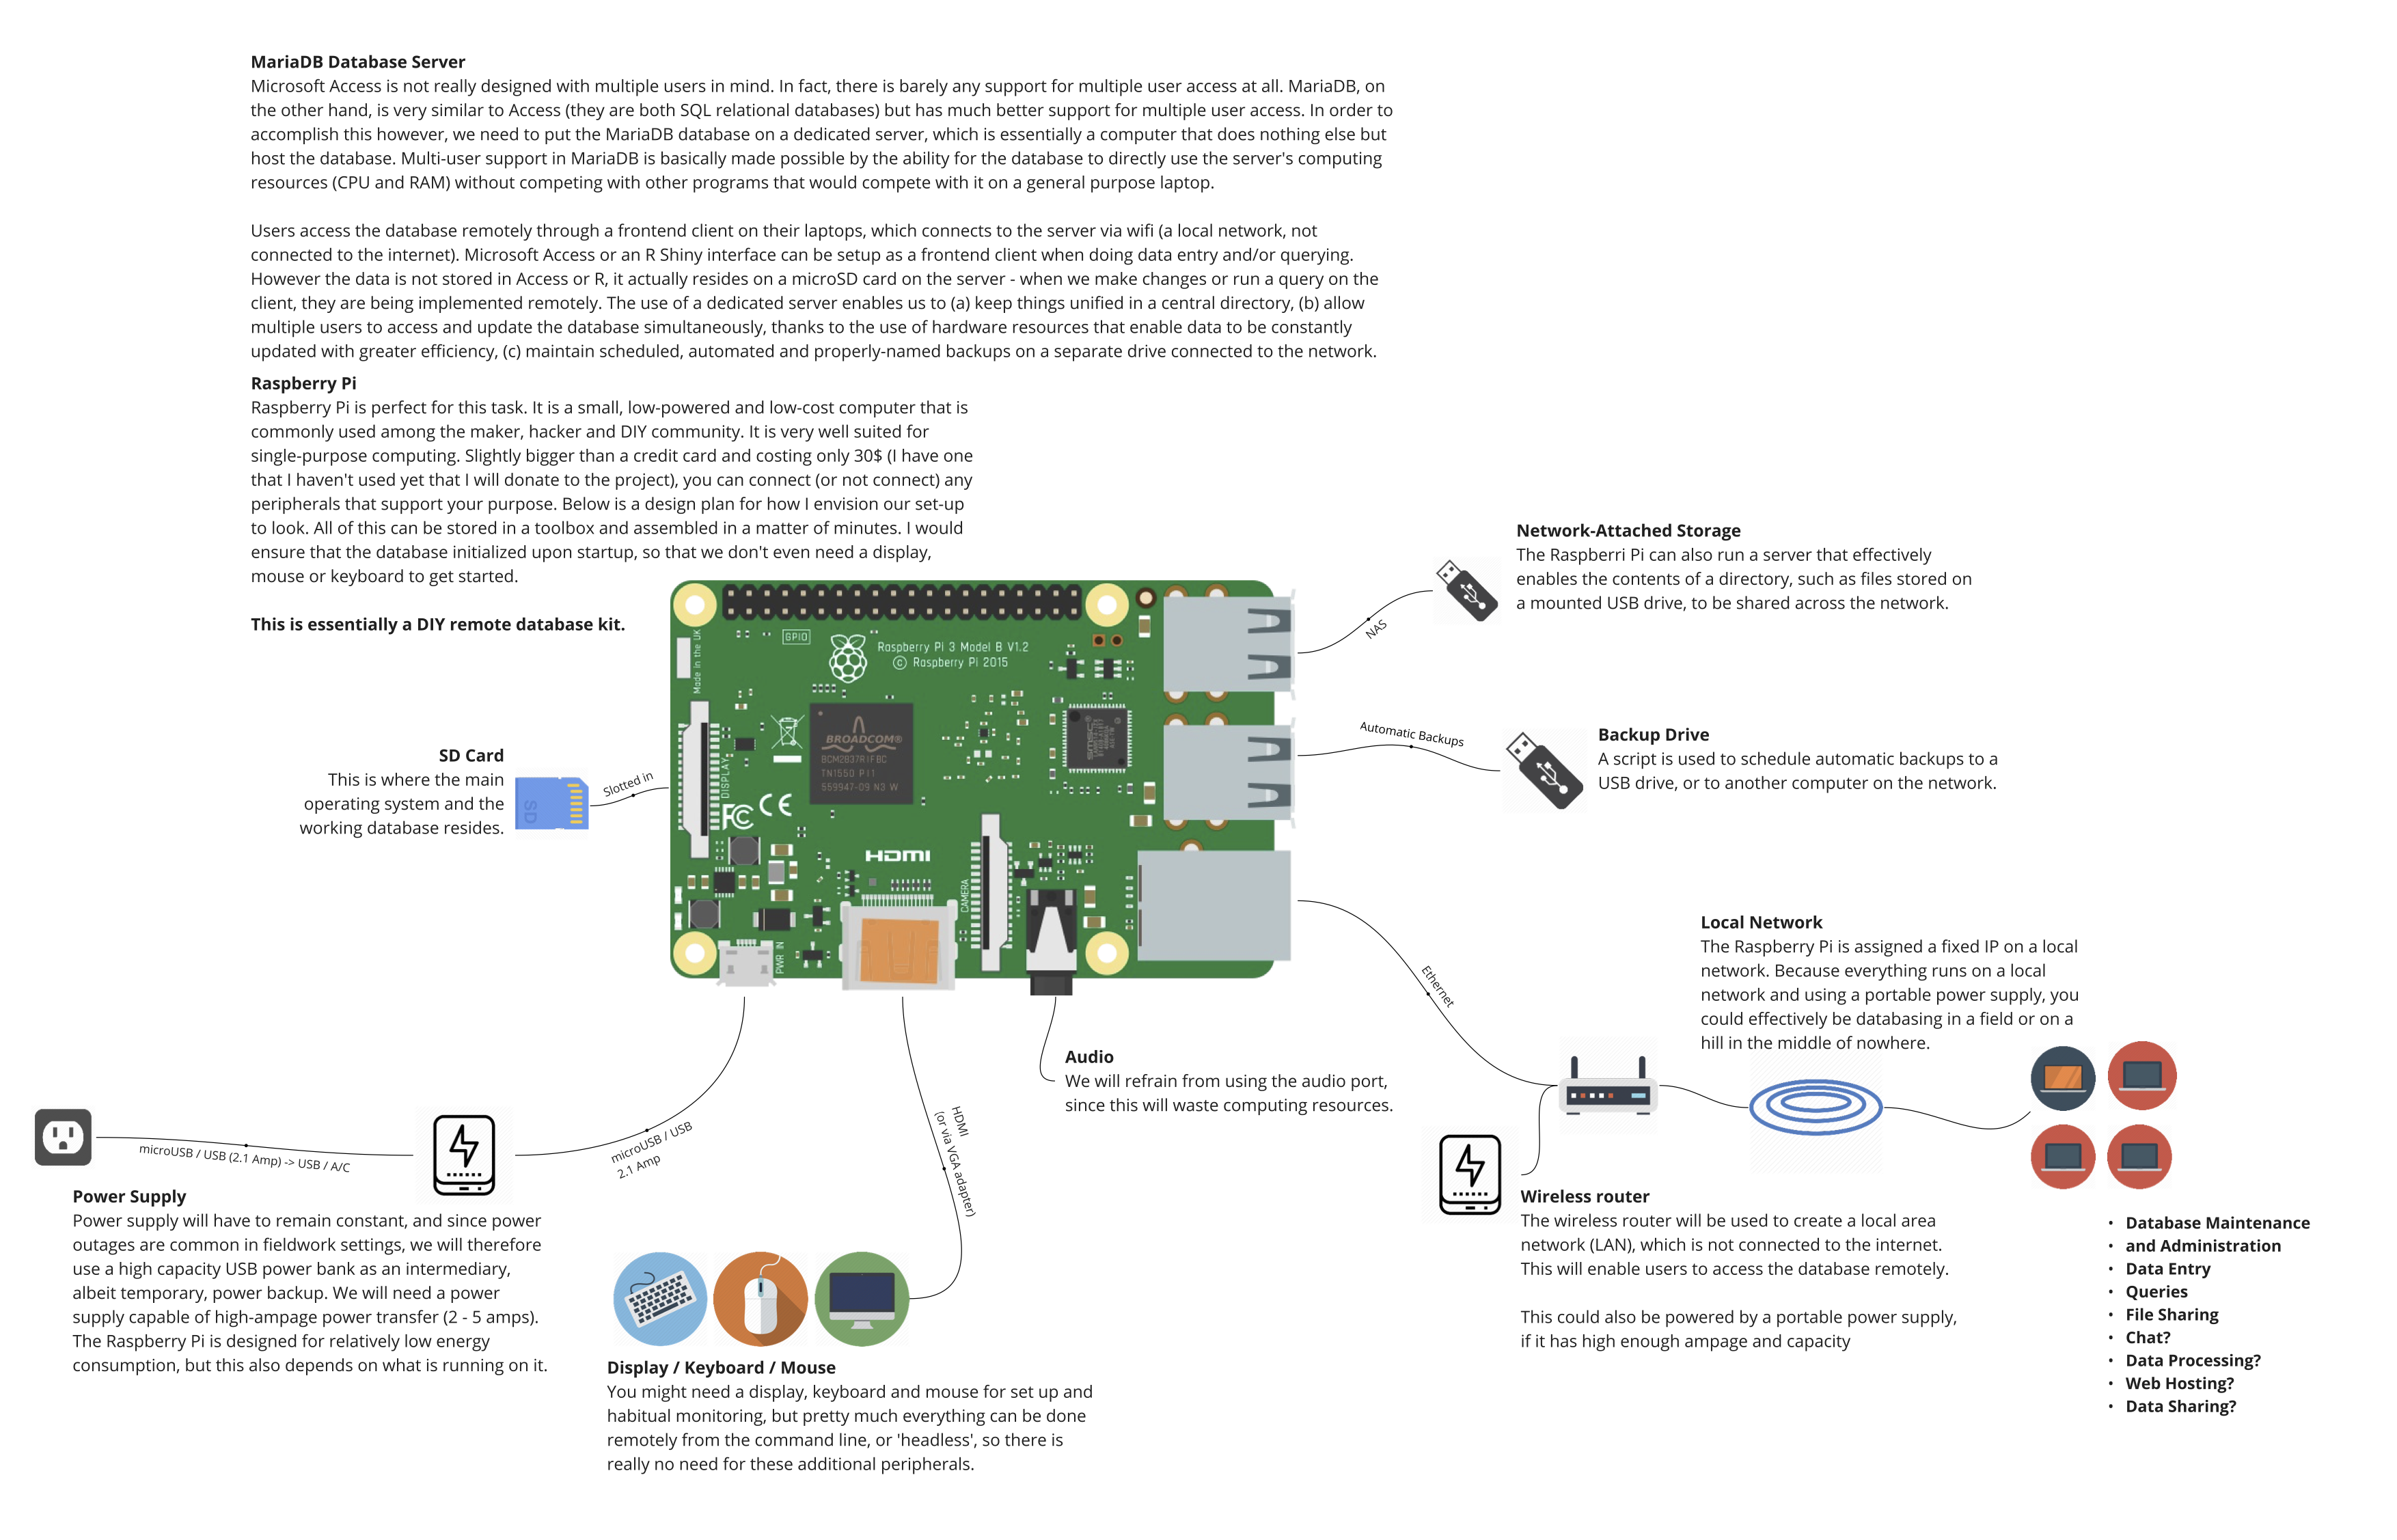 MariaDB Database Server
Microsoft Access is not really designed with multiple users in mind. In fact, there is barely any support for multiple user access at all. MariaDB, on
the other hand, is very similar to Access (they are both SQL relational databases) but has much better support for multiple user access. In order to
accomplish this however, we need to put the MariaDB database on a dedicated server, which is essentially a computer that does nothing else but
host the database. Multi-user support in MariaDB is basically made possible by the ability for the database to directly use the server's computing
resources (CPU and RAM) without competing with other programs that would compete with it on a general purpose laptop.
Users access the database remotely through a frontend client on their laptops, which connects to the server via wifi (a local network, not
connected to the internet). Microsoft Access or an R Shiny interface can be setup as a frontend client when doing data entry and/or querying.
However the data is not stored in Access or R, it actually resides on a microSD card on the server - when we make changes or run a query on the
client, they are being implemented remotely. The use of a dedicated server enables us to (a) keep things unified in a central directory, (b) allow
multiple users to access and update the database simultaneously, thanks to the use of hardware resources that enable data to be constantly
updated with greater efficiency, (c) maintain scheduled, automated and properly-named backups on a separate drive connected to the network.
Raspberry Pi
Raspberry Pi is perfect for this task. It is a small, low-powered and low-cost computer that is
commonly used among the maker, hacker and DIY community. It is very well suited for
single-purpose computing. Slightly bigger than a credit card and costing only 30$ (I have one
that I haven't used yet that I will donate to the project), you can connect (or not connect) any
peripherals that support your purpose. Below is a design plan for how I envision our set-up
to look. All of this can be stored in a toolbox and assembled in a matter of minutes. I would
ensure that the database initialized upon startup, so that we don't even need a display,
mouse or keyboard to get started.
This is essentially a DIY remote database kit.
Network-Attached Storage
The Raspberri Pi can also run a server that effectively
enables the contents of a directory, such as files stored on
a mounted USB drive, to be shared across the network.
NAS
GPIO
Made in the UK
Raspberry Pi 3 Model B V1.2
© Raspberry Pi 2015
BROADCOM®
BCM2837RIFBC
TN1550 P11
559947-09 N3 W
SMSC
DISPLAY
FC CE
HDMI
CAMERA
PWR IN
SD Card
This is where the main
operating system and the
working database resides.
SD
Slotted in
Automatic Backups
Backup Drive
A script is used to schedule automatic backups to a
USB drive, or to another computer on the network.
Ethernet
Local Network
The Raspberry Pi is assigned a fixed IP on a local
network. Because everything runs on a local
network and using a portable power supply, you
could effectively be databasing in a field or on a
hill in the middle of nowhere.
Audio
We will refrain from using the audio port,
since this will waste computing resources.
microUSB / USB (2.1 Amp) -> USB / A/C
microUSB / USB
2.1 Amp
HDMI
(or via VGA adapter)
Power Supply
Power supply will have to remain constant, and since power
outages are common in fieldwork settings, we will therefore
use a high capacity USB power bank as an intermediary,
albeit temporary, power backup. We will need a power
supply capable of high-ampage power transfer (2 - 5 amps).
The Raspberry Pi is designed for relatively low energy
consumption, but this also depends on what is running on it.
Display / Keyboard / Mouse
You might need a display, keyboard and mouse for set up and
habitual monitoring, but pretty much everything can be done
remotely from the command line, or 'headless', so there is
really no need for these additional peripherals.
Wireless router
The wireless router will be used to create a local area
network (LAN), which is not connected to the internet.
This will enable users to access the database remotely.
This could also be powered by a portable power supply,
if it has high enough ampage and capacity
• Database Maintenance
• and Administration
• Data Entry
• Queries
• File Sharing
• Chat?
• Data Processing?
• Web Hosting?
• Data Sharing?